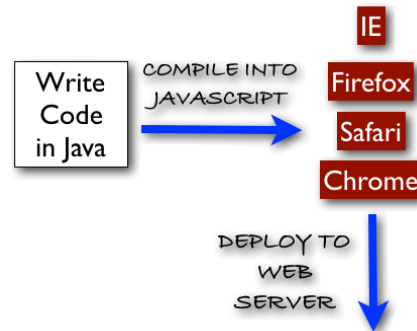 Write
Code
in Java
COMPILE INTO
JAVASCRIPT
IE
Firefox
Safari
Chrome
DEPLOY TO
WEB
SERVER